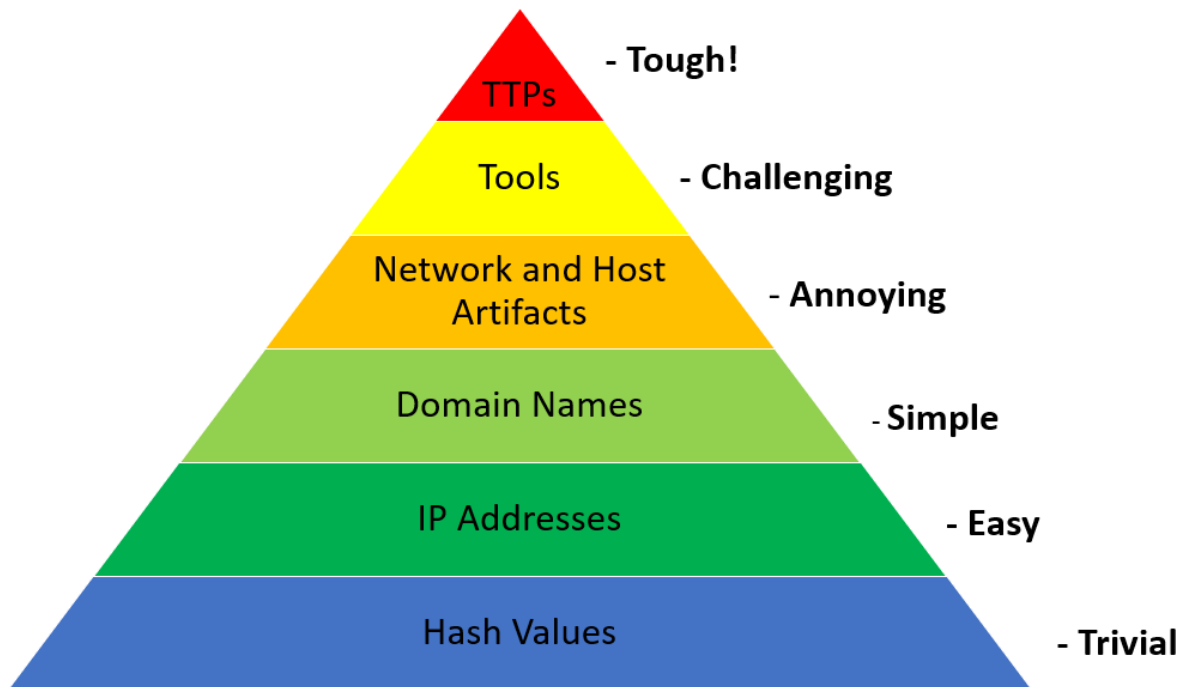 - Tough!
TTPs
Tools
- Challenging
Network and Host
Artifacts
- Annoying
Domain Names
- Simple
IP Addresses
- Easy
Hash Values
- Trivial